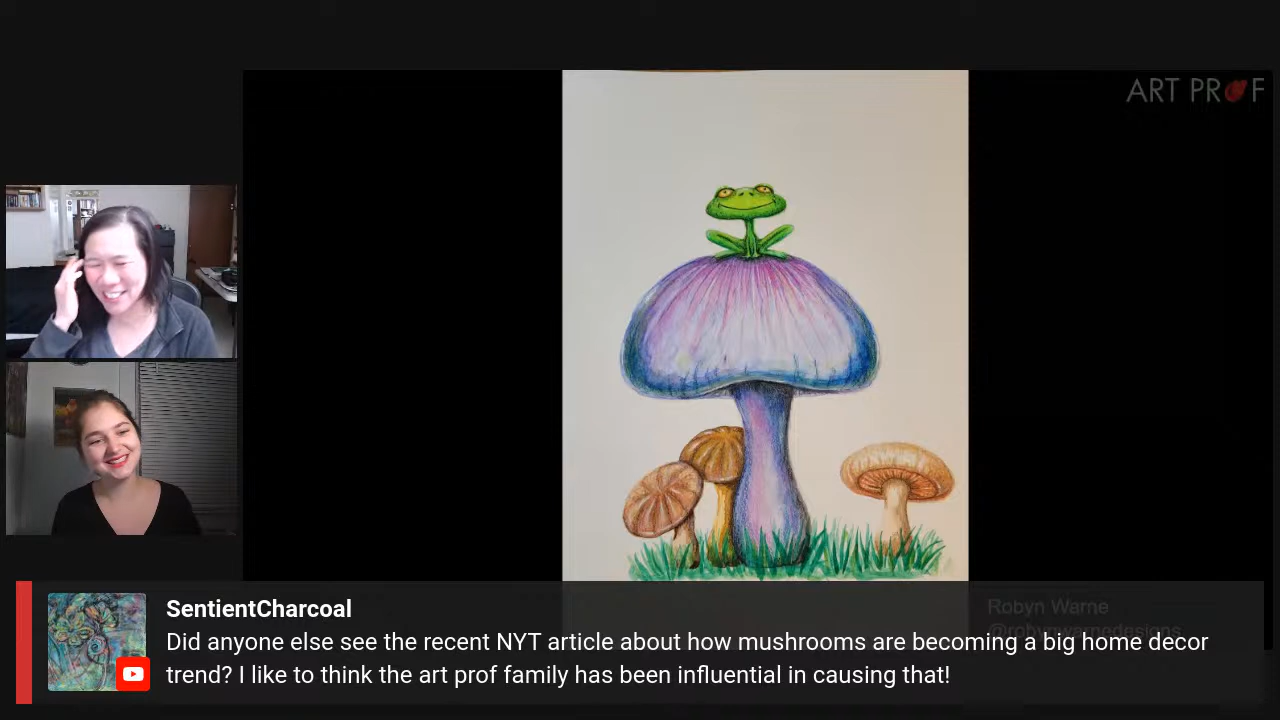 ART PROF
SentientCharcoal
Did anyone else see the recent NYT article about how mushrooms are becoming a big home decor
trend? I like to think the art prof family has been influential in causing that!
Robyn Warne
@robynwarnedesigns